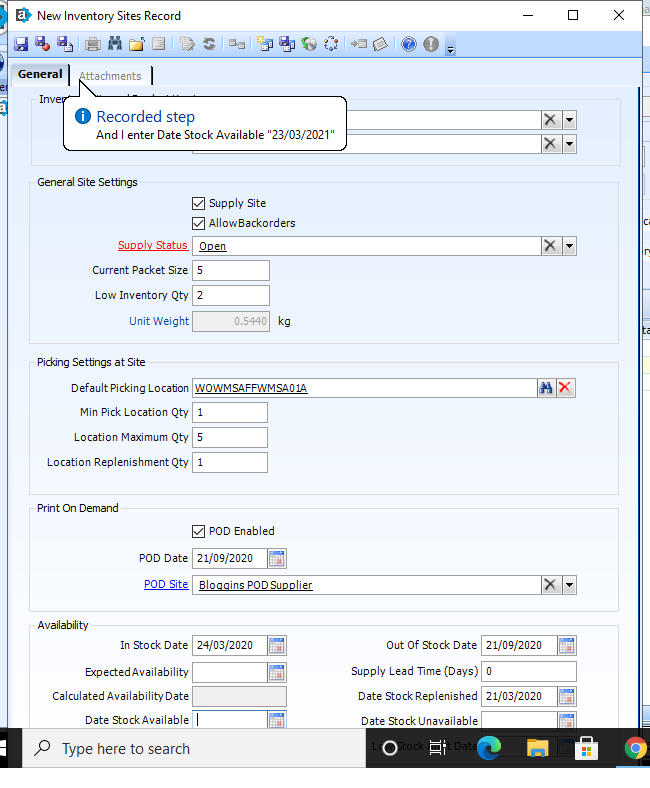 New Inventory Sites Record
General
Attachments
Recorded step
And I enter Date Stock Available "23/03/2021"
General Site Settings
Supply Site
AllowBackorders
Supply Status Open
Current Packet Size 5
Low Inventory Qty 2
Unit Weight 0.5440 kg
Picking Settings at Site
Default Picking Location WOWMSAFFWMSA01A
Min Pick Location Qty 1
Location Maximum Qty 5
Location Replenishment Qty 1
Print On Demand
POD Enabled
POD Date 21/09/2020
POD Site Bloggins POD Supplier
Availability
In Stock Date 24/03/2020 Out Of Stock Date 21/09/2020
Expected Availability Supply Lead Time (Days) 0
Calculated Availability Date Date Stock Replenished 21/03/2020
Date Stock Available Date Stock Unavailable
Type here to search